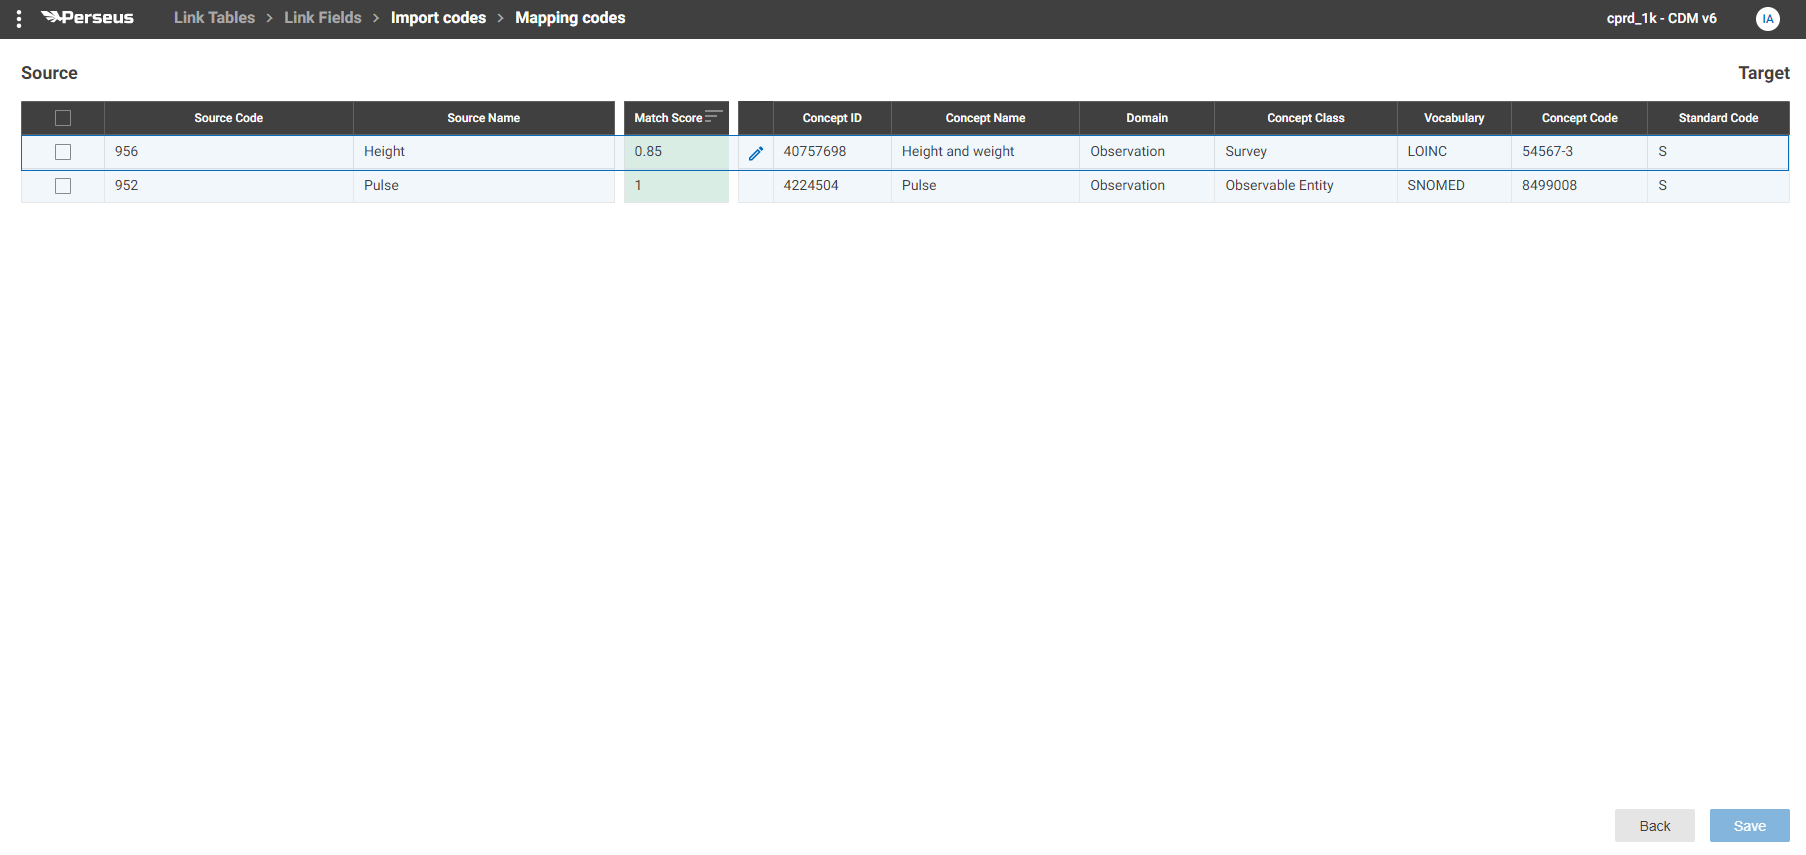 Perseus Link Tables > Link Fields > Import codes > Mapping codes cprd_1k - CDM v6 IA
Source Target
Source Code Source Name Match Score Concept ID Concept Name Domain Concept Class Vocabulary Concept Code Standard Code
956 Height 0.85 40757698 Height and weight Observation Survey LOINC 54567-3 S
952 Pulse 1 4224504 Pulse Observation Observable Entity SNOMED 8499008 S
Back Save